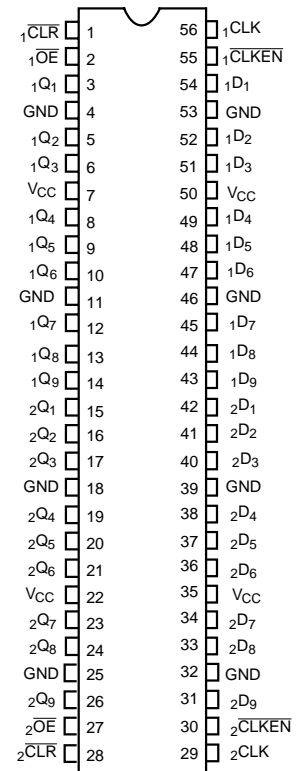 1CLR 1 56 1CLK
1OE 2 55 1CLKEN
1Q1 3 54 1D1
GND 4 53 GND
1Q2 5 52 1D2
1Q3 6 51 1D3
VCC 7 50 VCC
1Q4 8 49 1D4
1Q5 9 48 1D5
1Q6 10 47 1D6
GND 11 46 GND
1Q7 12 45 1D7
1Q8 13 44 1D8
1Q9 14 43 1D9
2Q1 15 42 2D1
2Q2 16 41 2D2
2Q3 17 40 2D3
GND 18 39 GND
2Q4 19 38 2D4
2Q5 20 37 2D5
2Q6 21 36 2D6
VCC 22 35 VCC
2Q7 23 34 2D7
2Q8 24 33 2D8
GND 25 32 GND
2Q9 26 31 2D9
2OE 27 30 2CLKEN
2CLR 28 29 2CLK